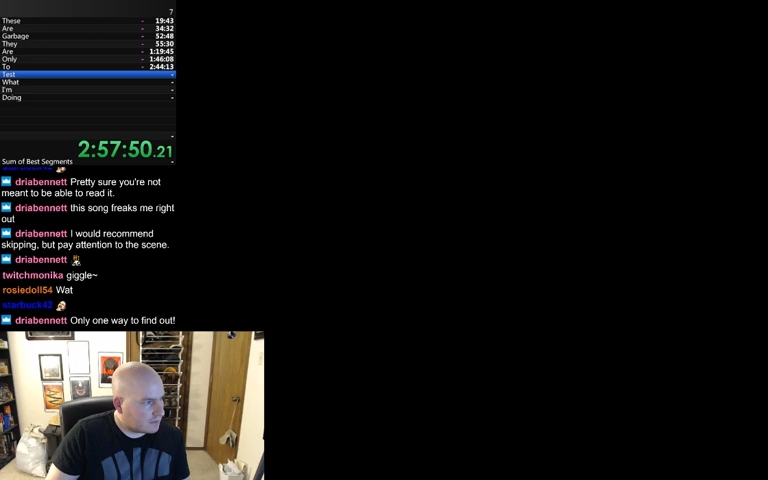 7
These - 19:43
Are - 34:32
Garbage - 52:48
They - 55:30
Are - 1:19:45
Only - 1:46:08
To - 2:44:13
Test -
What -
I'm -
Doing -
-
2:57:50.21
Sum of Best Segments -
driabennett Pretty sure you're not
meant to be able to read it.
driabennett this song freaks me right
out
driabennett I would recommend
skipping, but pay attention to the scene.
driabennett
twitchmonika giggle~
rosiedoll54 Wat
starbuck42
driabennett Only one way to find out!